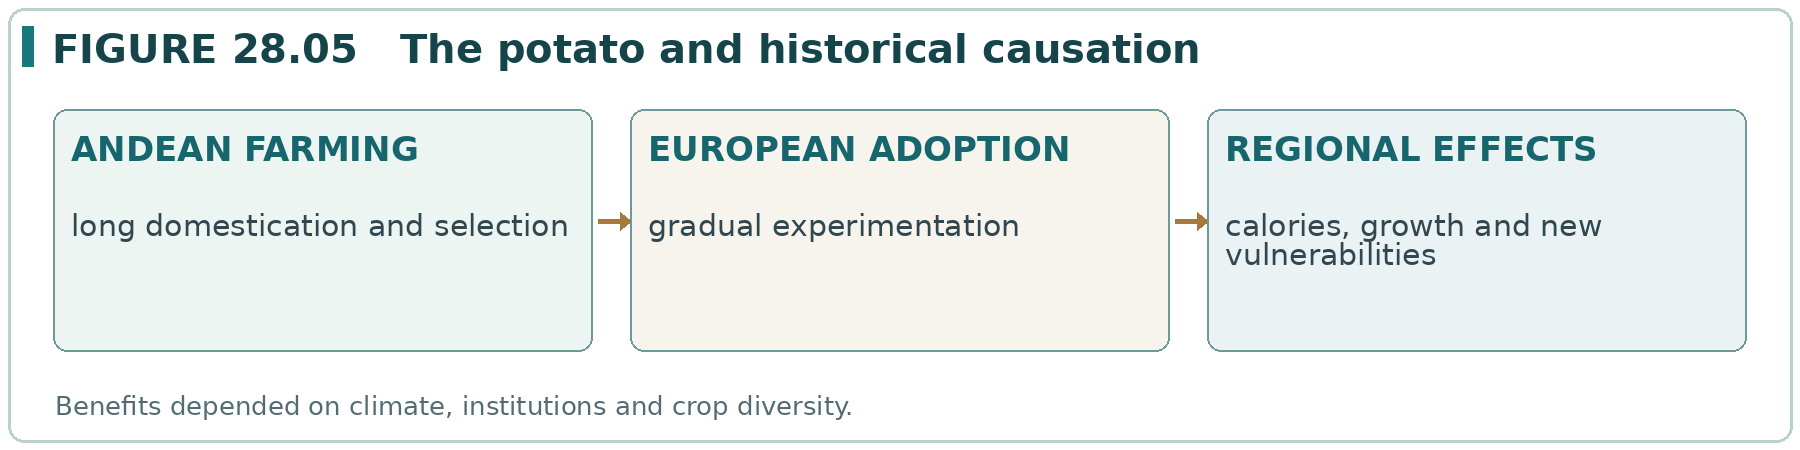 FIGURE 28.05 The potato and historical causation
ANDEAN FARMING
long domestication and selection
EUROPEAN ADOPTION
gradual experimentation
REGIONAL EFFECTS
calories, growth and new
vulnerabilities
Benefits depended on climate, institutions and crop diversity.